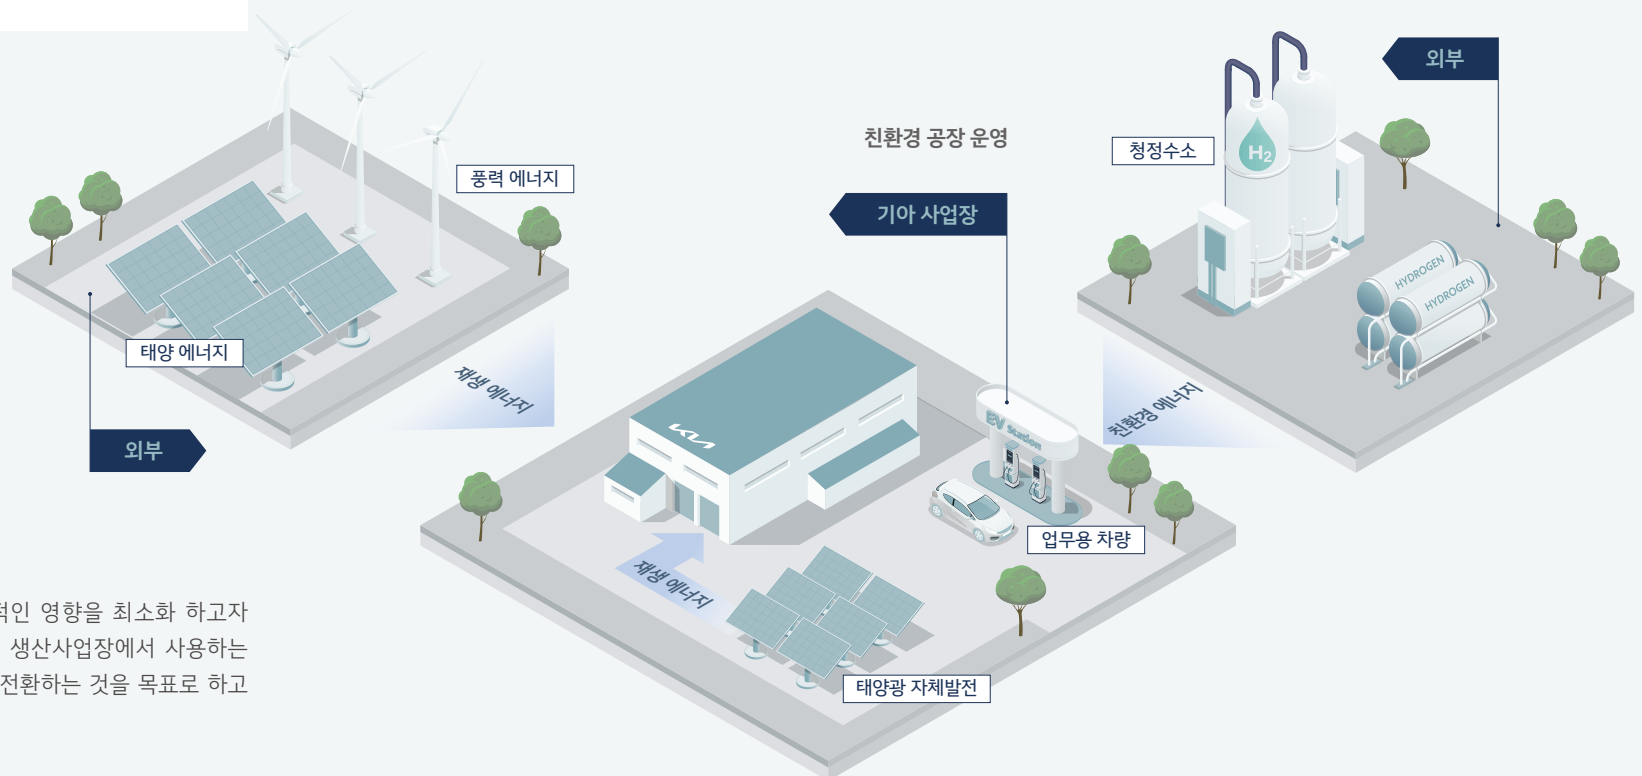 외부
친환경 공장 운영
청정수소
H2
풍력 에너지
기아 사업장
HYDROGEN
HYDROGEN
태양 에너지
재생 에너지
친환경 에너지
KIA
EV station
외부
업무용 차량
재생 에너지
적인 영향을 최소화 하고자
생산사업장에서 사용하는
전환하는 것을 목표로 하고
태양광 자체발전